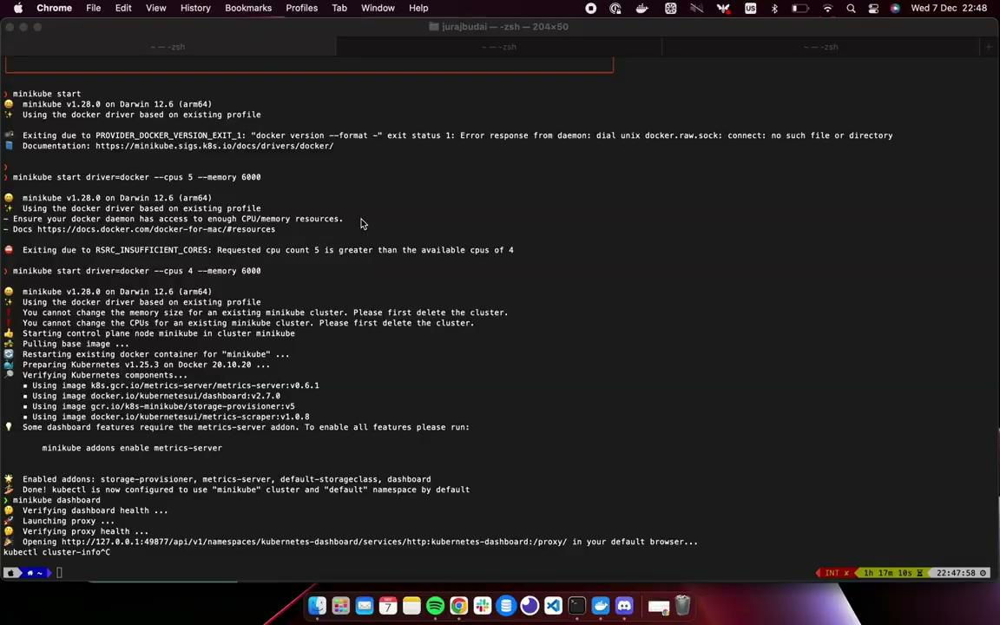 Chrome File Edit View History Bookmarks Profiles Tab Window Help US Wed 7 Dec 22:48
jurajbudai — -zsh — 204×50
~ — -zsh ~ — -zsh ~ — -zsh +
❯ minikube start
minikube v1.28.0 on Darwin 12.6 (arm64)
Using the docker driver based on existing profile
Exiting due to PROVIDER_DOCKER_VERSION_EXIT_1: "docker version --format -" exit status 1: Error response from daemon: dial unix docker.raw.sock: connect: no such file or directory
Documentation: https://minikube.sigs.k8s.io/docs/drivers/docker/
❯
❯ minikube start driver=docker --cpus 5 --memory 6000
minikube v1.28.0 on Darwin 12.6 (arm64)
Using the docker driver based on existing profile
- Ensure your docker daemon has access to enough CPU/memory resources.
- Docs https://docs.docker.com/docker-for-mac/#resources
Exiting due to RSRC_INSUFFICIENT_CORES: Requested cpu count 5 is greater than the available cpus of 4
❯ minikube start driver=docker --cpus 4 --memory 6000
minikube v1.28.0 on Darwin 12.6 (arm64)
Using the docker driver based on existing profile
You cannot change the memory size for an existing minikube cluster. Please first delete the cluster.
You cannot change the CPUs for an existing minikube cluster. Please first delete the cluster.
Starting control plane node minikube in cluster minikube
Pulling base image ...
Restarting existing docker container for "minikube" ...
Preparing Kubernetes v1.25.3 on Docker 20.10.20 ...
Verifying Kubernetes components...
▪ Using image k8s.gcr.io/metrics-server/metrics-server:v0.6.1
▪ Using image docker.io/kubernetesui/dashboard:v2.7.0
▪ Using image gcr.io/k8s-minikube/storage-provisioner:v5
▪ Using image docker.io/kubernetesui/metrics-scraper:v1.0.8
Some dashboard features require the metrics-server addon. To enable all features please run:
minikube addons enable metrics-server
Enabled addons: storage-provisioner, metrics-server, default-storageclass, dashboard
Done! kubectl is now configured to use "minikube" cluster and "default" namespace by default
❯ minikube dashboard
Verifying dashboard health ...
Launching proxy ...
Verifying proxy health ...
Opening http://127.0.0.1:49877/api/v1/namespaces/kubernetes-dashboard/services/http:kubernetes-dashboard:/proxy/ in your default browser...
kubectl cluster-info^C
~ INT ✘ 1h 17m 10s 22:47:58
7